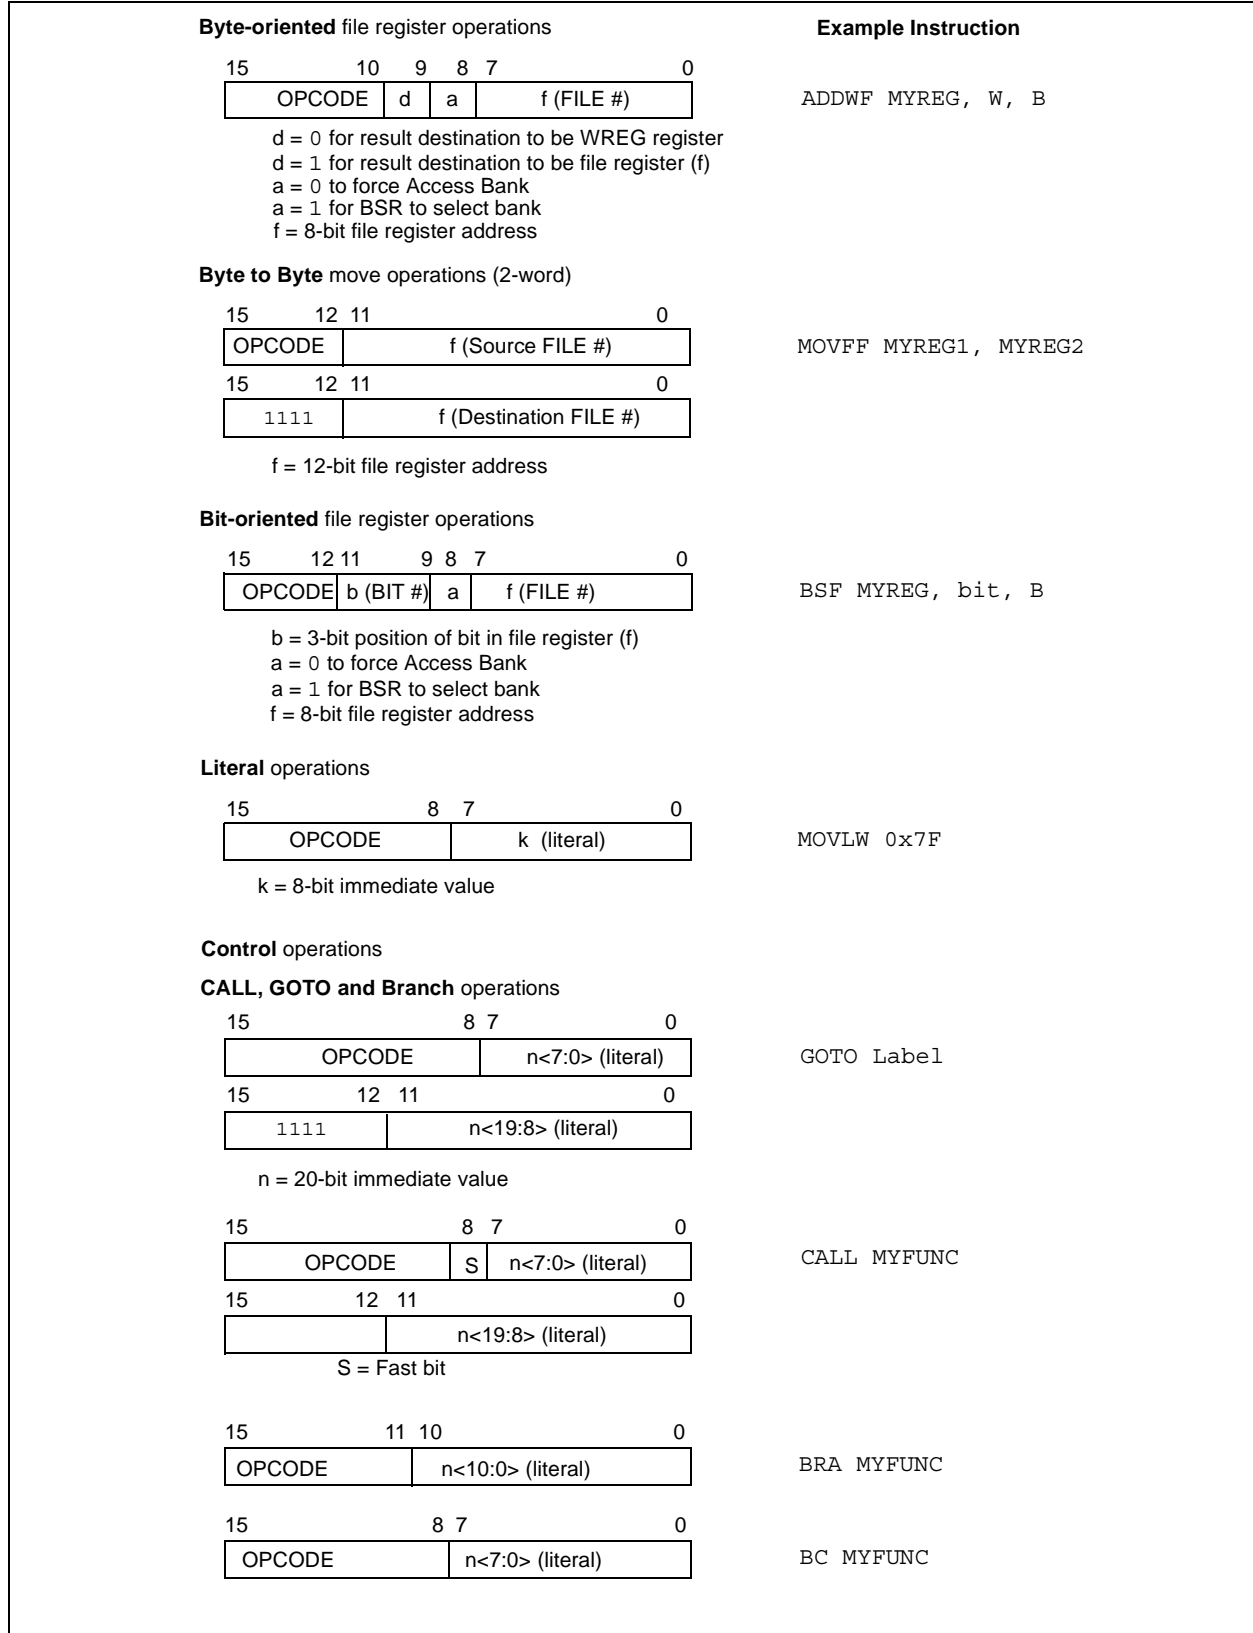 Byte-oriented file register operations Example Instruction
15 10 9 8 7 0
OPCODE d a f (FILE #) ADDWF MYREG, W, B
d = 0 for result destination to be WREG register
d = 1 for result destination to be file register (f)
a = 0 to force Access Bank
a = 1 for BSR to select bank
f = 8-bit file register address
Byte to Byte move operations (2-word)
15 12 11 0
OPCODE f (Source FILE #) MOVFF MYREG1, MYREG2
15 12 11 0
1111 f (Destination FILE #)
f = 12-bit file register address
Bit-oriented file register operations
15 12 11 9 8 7 0
OPCODE b (BIT #) a f (FILE #) BSF MYREG, bit, B
b = 3-bit position of bit in file register (f)
a = 0 to force Access Bank
a = 1 for BSR to select bank
f = 8-bit file register address
Literal operations
15 8 7 0
OPCODE k (literal) MOVLW 0x7F
k = 8-bit immediate value
Control operations
CALL, GOTO and Branch operations
15 8 7 0
OPCODE n<7:0> (literal) GOTO Label
15 12 11 0
1111 n<19:8> (literal)
n = 20-bit immediate value
15 8 7 0
OPCODE S n<7:0> (literal) CALL MYFUNC
15 12 11 0
n<19:8> (literal)
S = Fast bit
15 11 10 0
OPCODE n<10:0> (literal) BRA MYFUNC
15 8 7 0
OPCODE n<7:0> (literal) BC MYFUNC